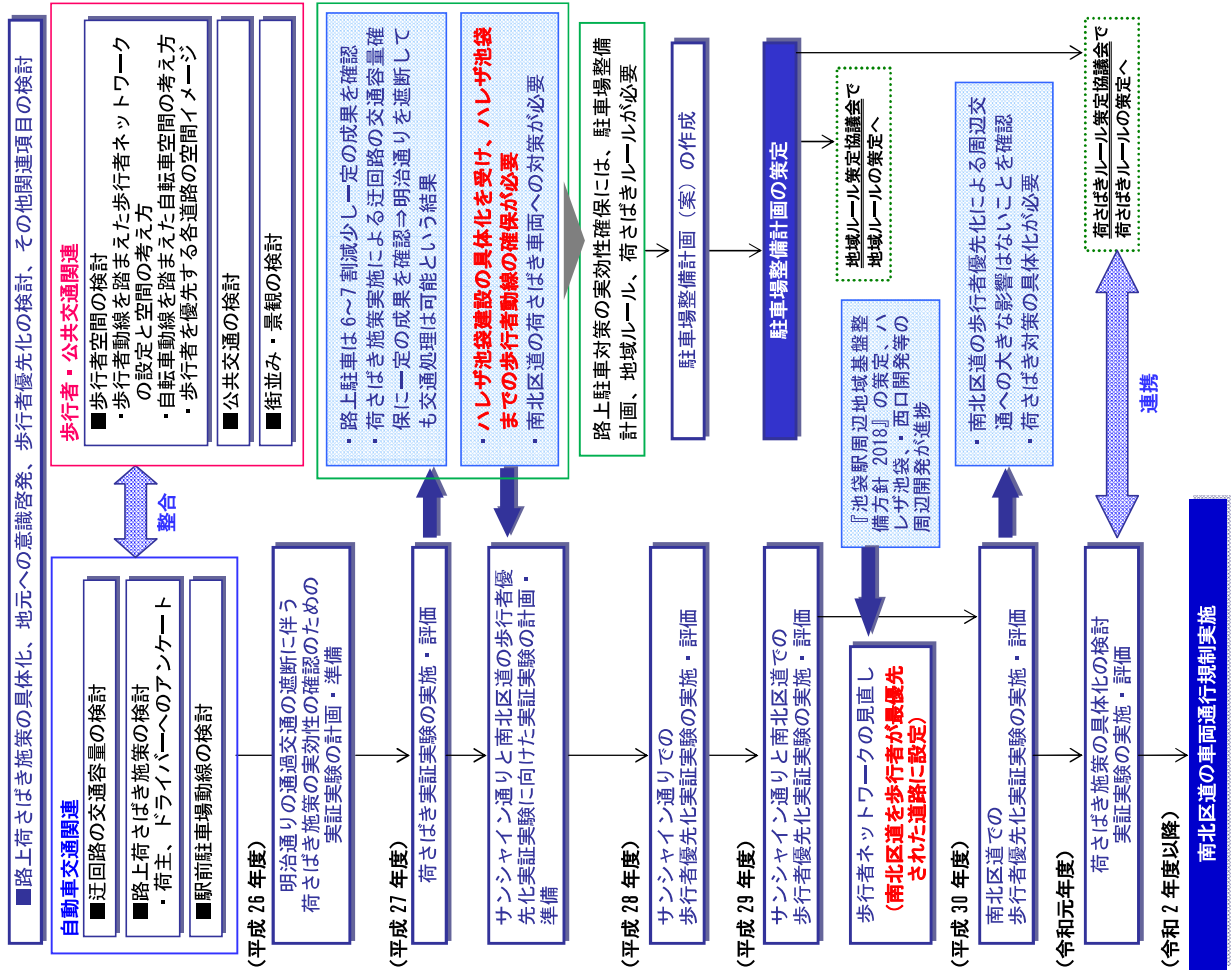 ■路上荷さばき施策の具体化、地元への意識啓発、歩行者優先化の検討、その他関連項目の検討
自動車交通関連
■迂回路の交通容量の検討
■路上荷さばき施策の検討
・荷主、ドライバーへのアンケート
■駅前駐車場動線の検討
整合
歩行者・公共交通関連
■歩行者空間の検討
・歩行者動線を踏まえた歩行者ネットワーク
の設定と空間の考え方
・自転車動線を踏まえた自転車空間の考え方
・歩行者を優先する各道路の空間イメージ
■公共交通の検討
■街並み・景観の検討
(平成 26 年度)
明治通りの通過交通の遮断に伴う
荷さばき施策の実効性の確認のための
実証実験の計画・準備
(平成 27 年度)
荷さばき実証実験の実施・評価
・路上駐車は 6～7 割減少し一定の成果を確認
・荷さばき施策実施による迂回路の交通容量確
保に一定の成果を確認⇒明治通りを遮断して
も交通処理は可能という結果
サンシャイン通りと南北区道の歩行者優
先化実証実験に向けた実証実験の計画・
準備
・ハレザ池袋建設の具体化を受け、ハレザ池袋
までの歩行者動線の確保が必要
・南北区道の荷さばき車両への対策が必要
路上駐車対策の実効性確保には、駐車場整備
計画、地域ルール、荷さばきルールが必要
(平成 28 年度)
サンシャイン通りでの
歩行者優先化実証実験の実施・評価
駐車場整備計画（案）の作成
(平成 29 年度)
サンシャイン通りと南北区道での
歩行者優先化実証実験の実施・評価
駐車場整備計画の策定
地域ルール策定協議会で
地域ルールの策定へ
『池袋駅周辺地域基盤整
備方針 2018』の策定、ハ
レザ池袋、西口開発等の
周辺開発が進捗
歩行者ネットワークの見直し
(南北区道を歩行者が最優先
された道路に設定)
(平成 30 年度)
南北区道での
歩行者優先化実証実験の実施・評価
・南北区道の歩行者優先化による周辺交
通への大きな影響はないことを確認
・荷さばき対策の具体化が必要
(令和元年度)
荷さばき施策の具体化の検討
実証実験の実施・評価
連携
荷さばきルール策定協議会で
荷さばきルールの策定へ
(令和 2 年度以降)
南北区道の車両通行規制実施